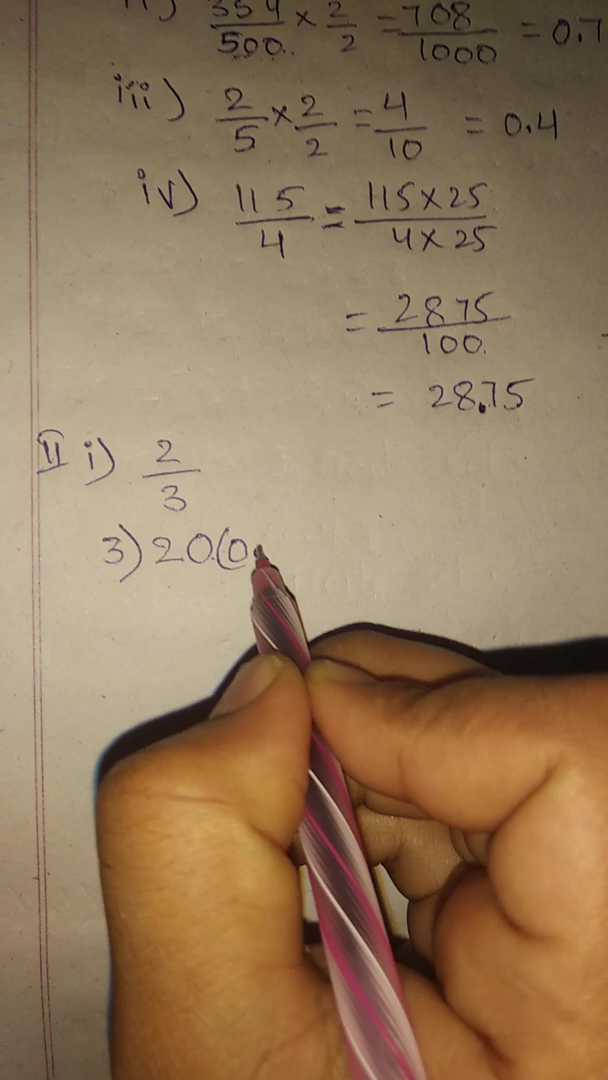 354/500 × 2/2 = 708/1000 = 0.7
iii) 2/5 × 2/2 = 4/10 = 0.4
iv) 115/4 = 115×25/4×25
= 2875/100
= 28.75
II i) 2/3
3)20(0.